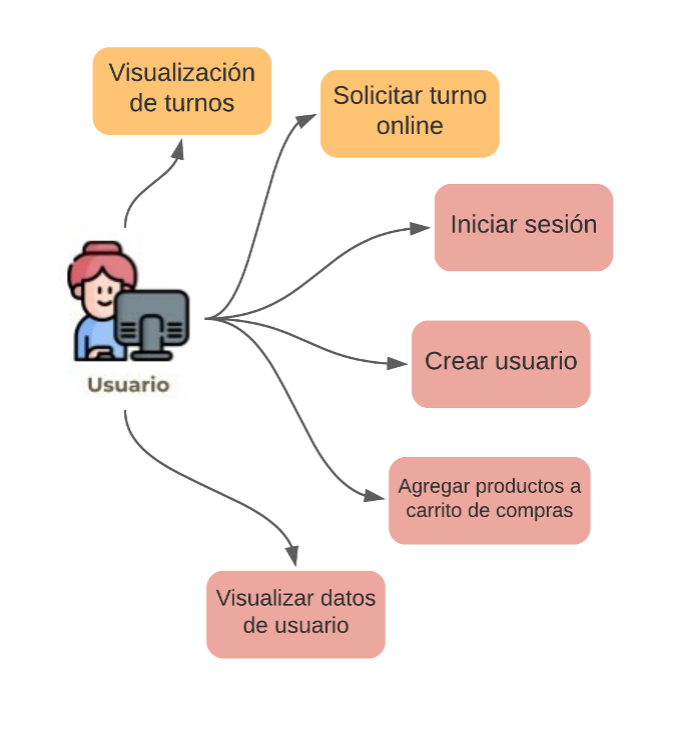 Visualización
de turnos
Solicitar turno
online
Iniciar sesión
Usuario
Crear usuario
Agregar productos a
carrito de compras
Visualizar datos
de usuario